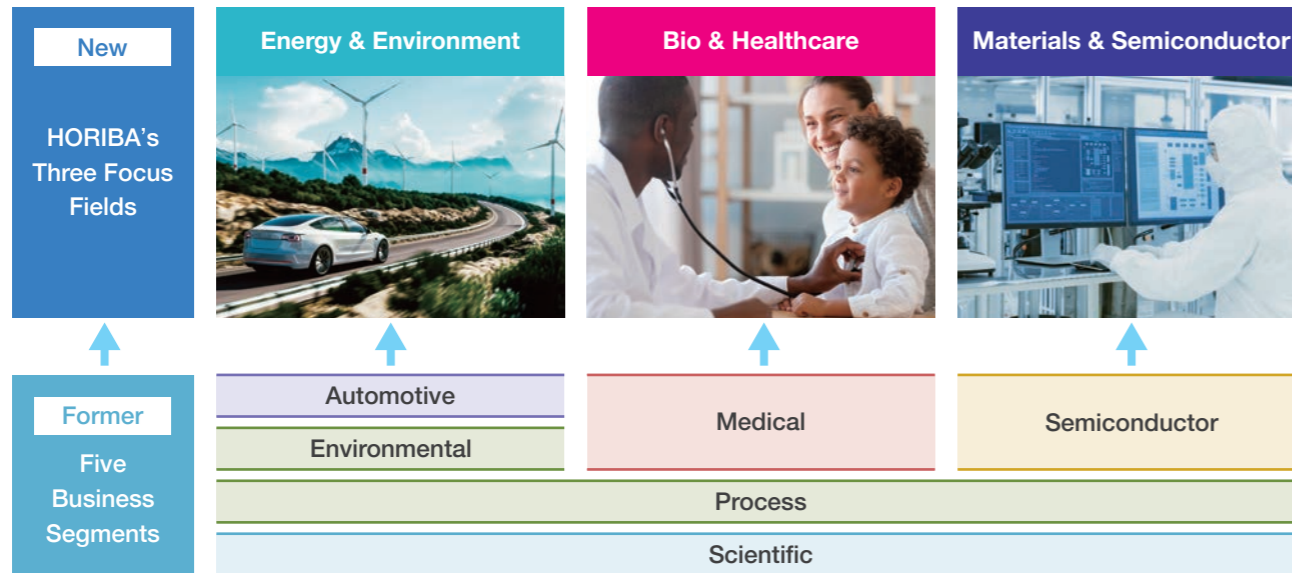 New
HORIBA's
Three Focus
Fields
Energy & Environment
Bio & Healthcare
Materials & Semiconductor
Former
Five
Business
Segments
Automotive
Environmental
Medical
Semiconductor
Process
Scientific